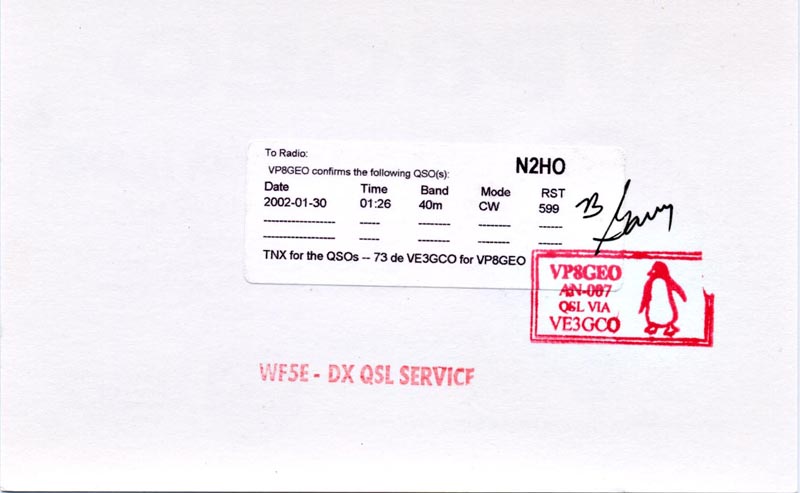 To Radio: N2HO
VP8GEO confirms the following QSO(s):
Date Time Band Mode RST
2002-01-30 01:26 40m CW 599
---------------- ----- -------- -------- ------
---------------- ----- -------- -------- ------
TNX for the QSOs -- 73 de VE3GCO for VP8GEO
73 Garry
VP8GEO
AN-007
QSL VIA
VE3GCO
WF5E - DX QSL SERVICE